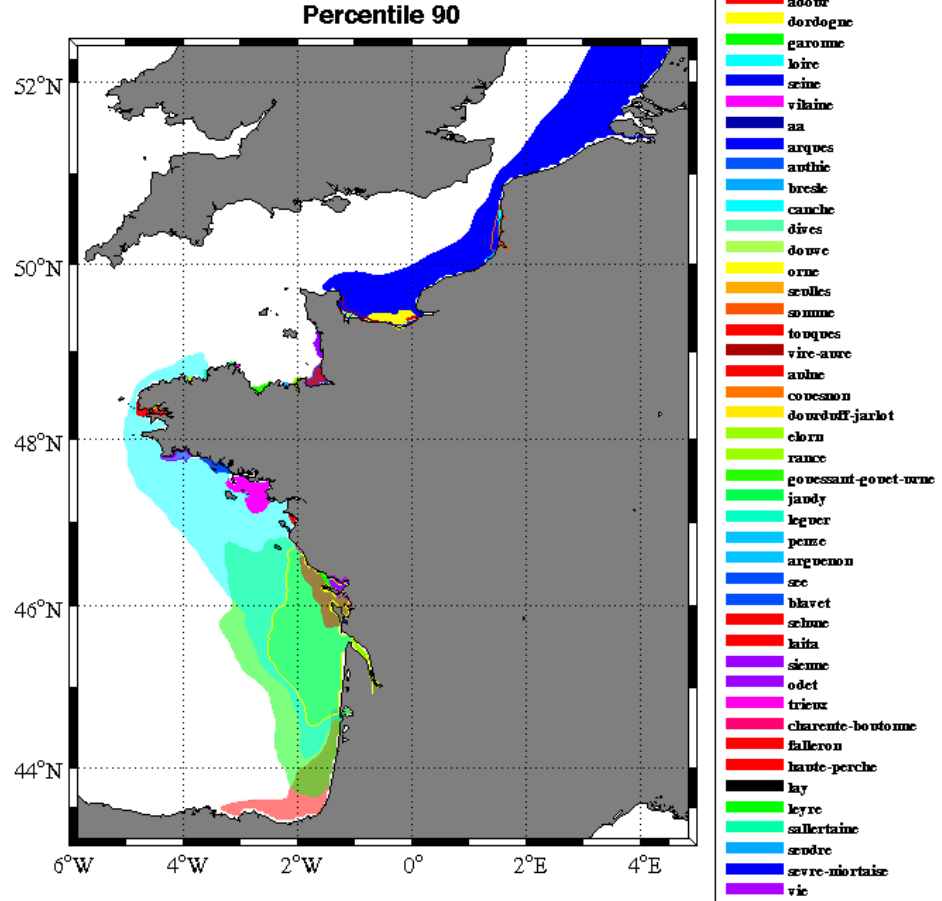 Percentile 90
52°N
50°N
48°N
46°N
44°N
6°W
4°W
2°W
0°
2°E
4°E
adour
dordogne
garonne
loire
seine
vilaine
aa
arques
authie
bresle
canche
dives
douve
orne
seulles
somme
touques
vire-aure
aulne
couesnon
dourduff-jarlot
elorn
rance
gouessant-gouet-urne
jaudy
leguer
penze
arguenon
see
blavet
selune
laita
sienne
odet
trieux
charente-boutonne
falleron
haute-perche
lay
leyre
sallertaine
seudre
sevre-niortaise
vie